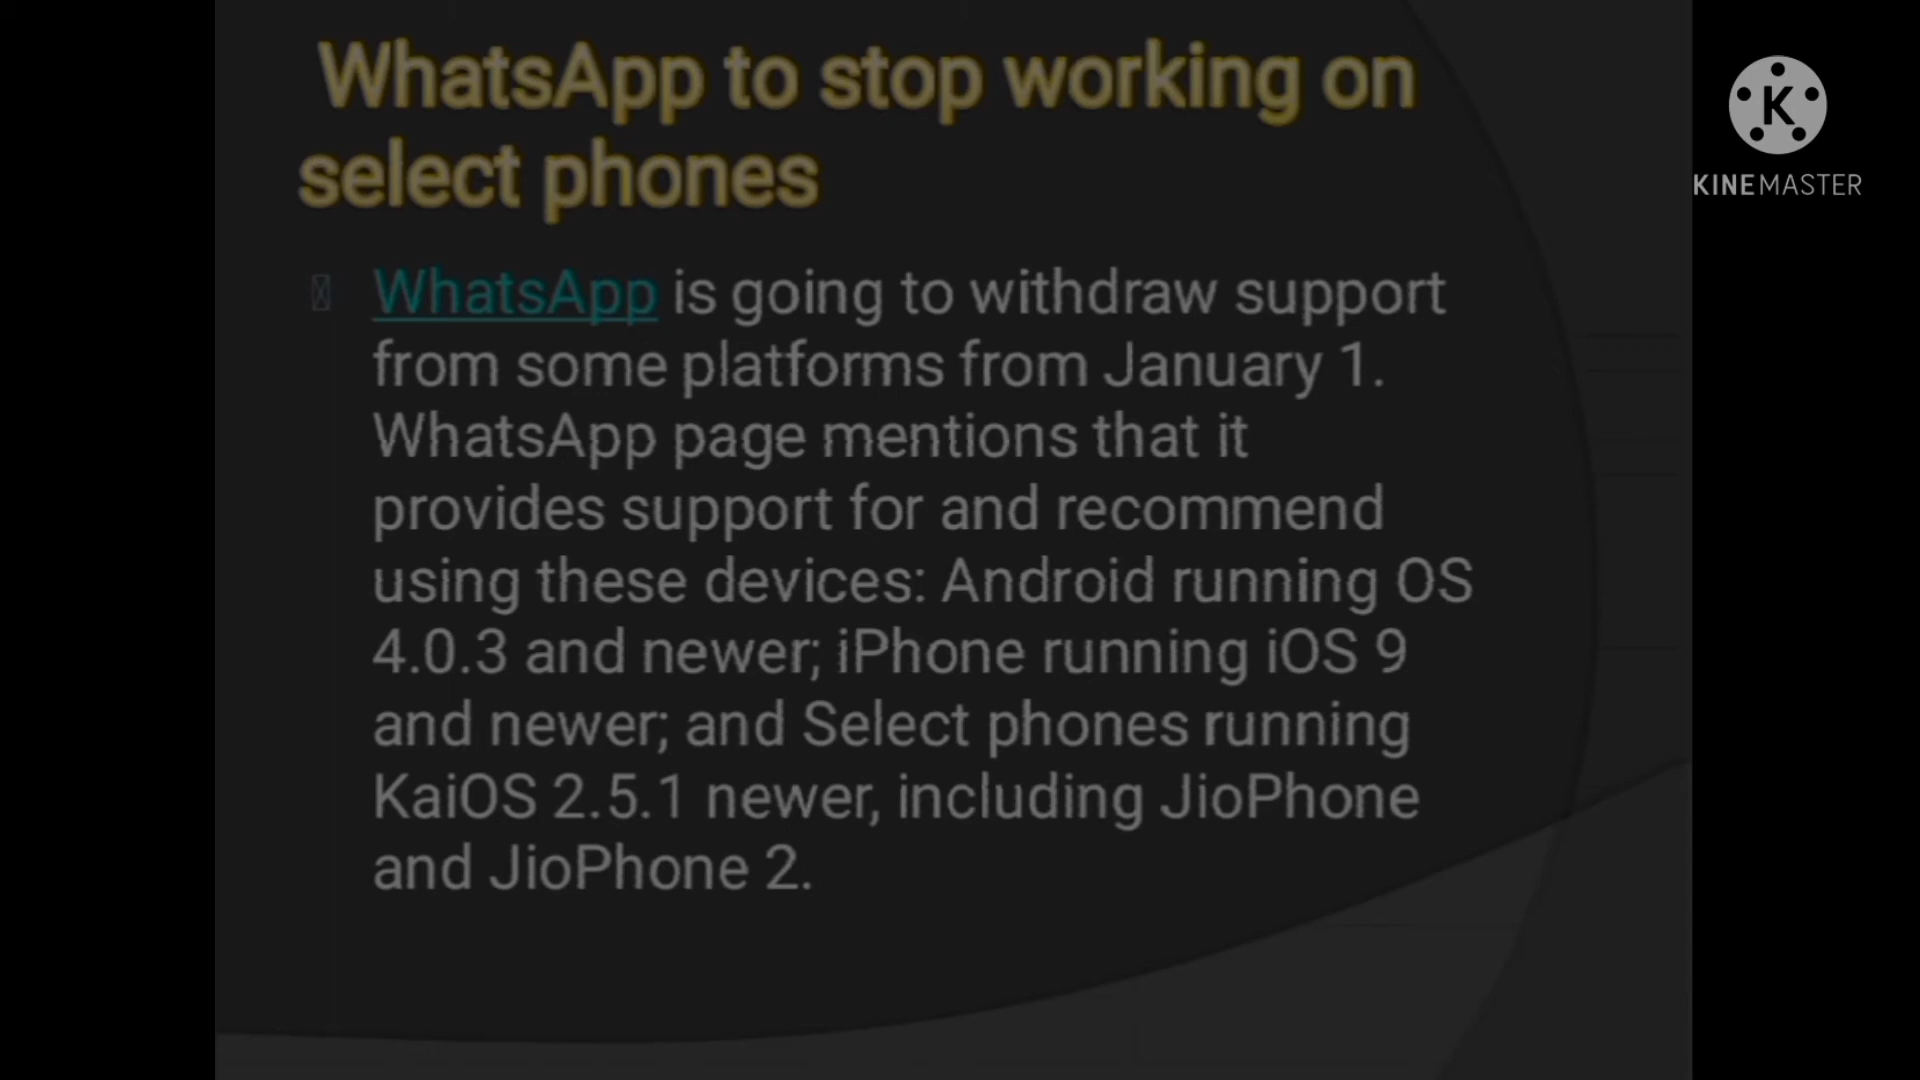 WhatsApp to stop working on
select phones
WhatsApp is going to withdraw support
from some platforms from January 1.
WhatsApp page mentions that it
provides support for and recommend
using these devices: Android running OS
4.0.3 and newer; iPhone running iOS 9
and newer; and Select phones running
KaiOS 2.5.1 newer, including JioPhone
and JioPhone 2.
K
KINEMASTER